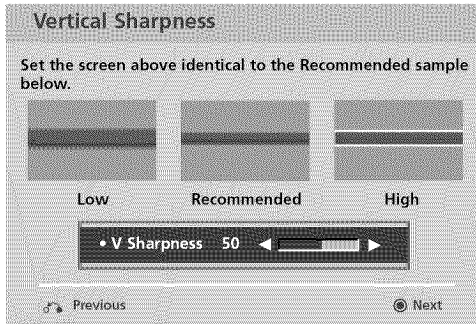 Vertical Sharpness
Set the screen above identical to the Recommended sample
below.
Low Recommended High
• V Sharpness 50
Previous Next